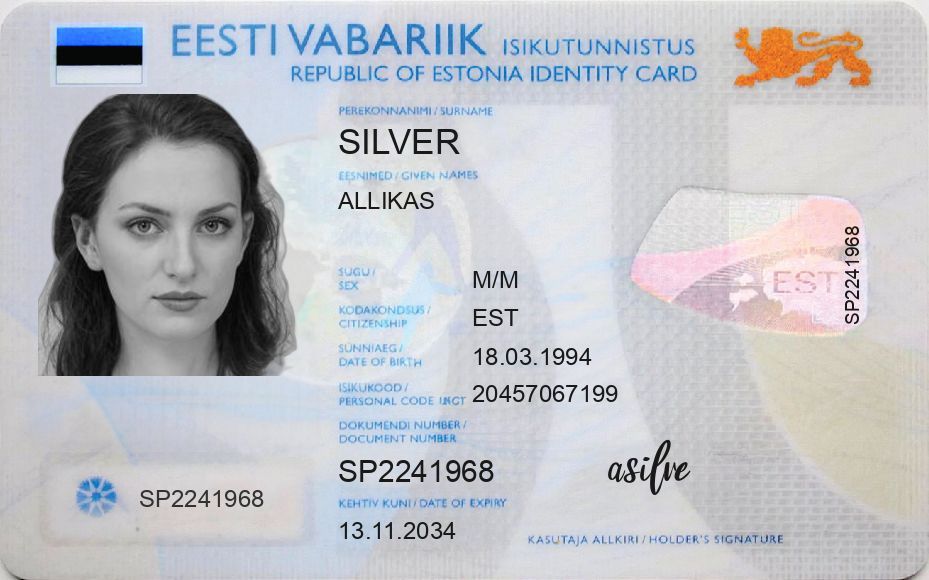 EESTI VABARIIK ISIKUTUNNISTUS
REPUBLIC OF ESTONIA IDENTITY CARD
PEREKONNANIMI / SURNAME
SILVER
EESNIMED / GIVEN NAMES
ALLIKAS
SUGU /
SEX
M/M
KODAKONDSUS /
CITIZENSHIP
EST
SÜNNIAEG /
DATE OF BIRTH
18.03.1994
ISIKUKOOD /
PERSONAL CODE
20457067199
DOKUMENDI NUMBER /
DOCUMENT NUMBER
SP2241968
KEHTIV KUNI / DATE OF EXPIRY
13.11.2034
SP2241968
EST
SP2241968
asilve
KASUTAJA ALLKIRI / HOLDER'S SIGNATURE